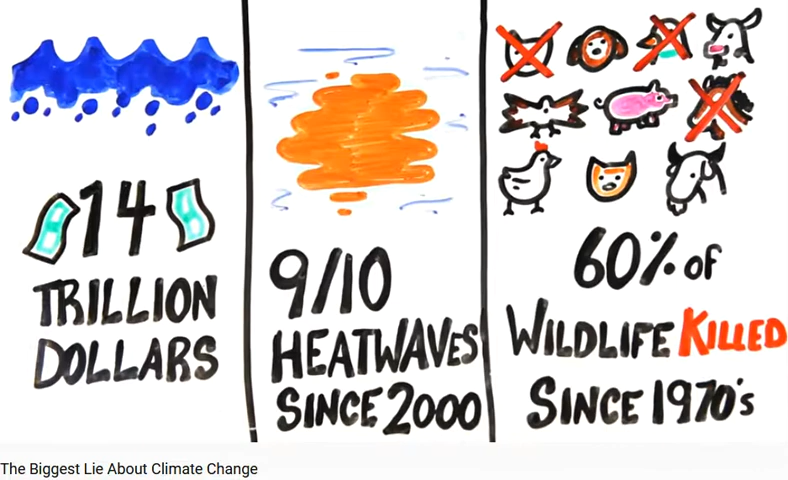 14
TRILLION
DOLLARS
9/10
HEATWAVES
SINCE 2000
60% OF
WILDLIFE KILLED
SINCE 1970's
The Biggest Lie About Climate Change